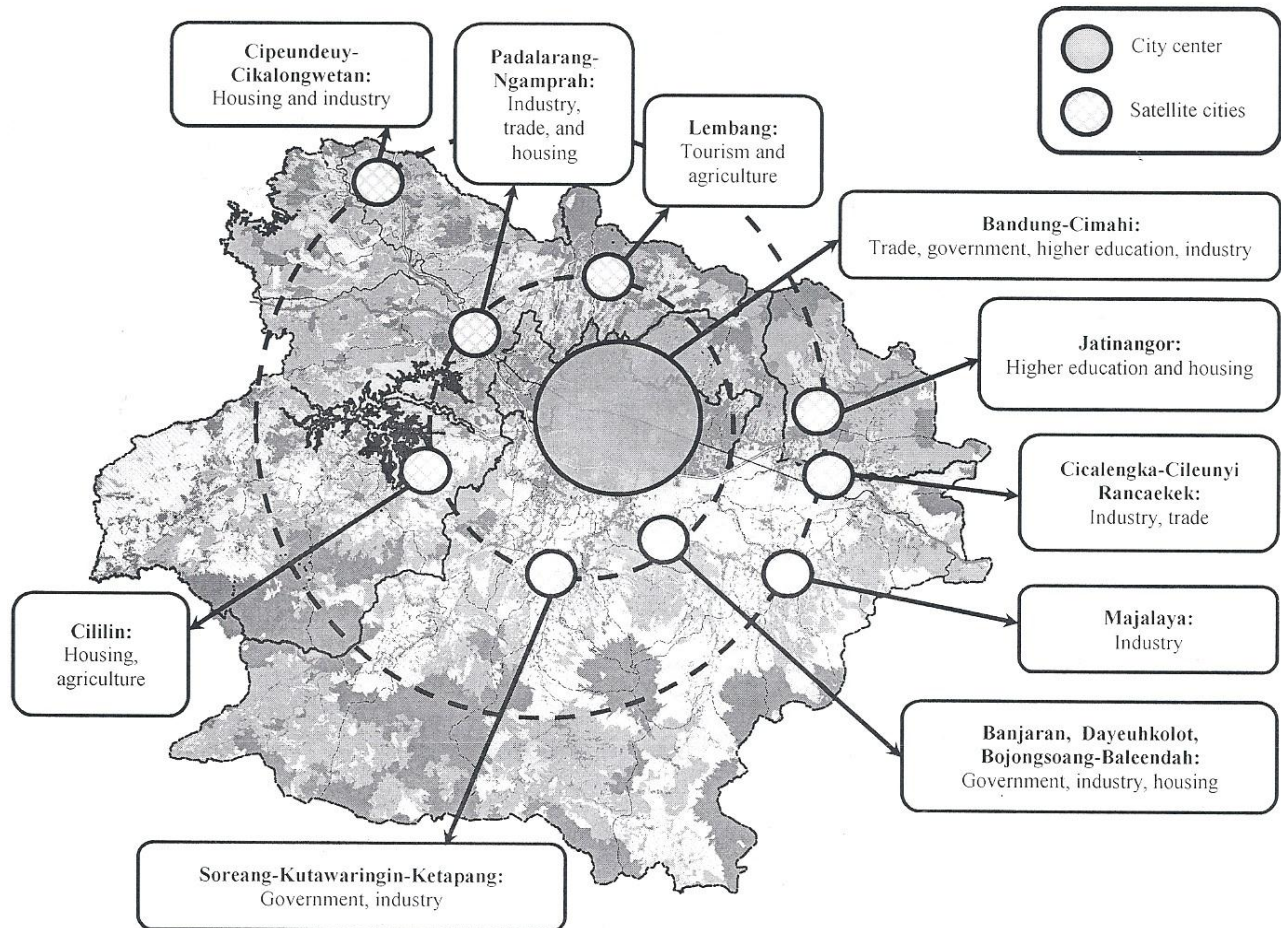 Cipeundeuy-
Cikalongwetan:
Housing and industry
Padalarang-
Ngamprah:
Industry,
trade, and
housing
Lembang:
Tourism and
agriculture
City center
Satellite cities
Bandung-Cimahi:
Trade, government, higher education, industry
Jatinangor:
Higher education and housing
Cicalengka-Cileunyi
Rancaekek:
Industry, trade
Majalaya:
Industry
Cililin:
Housing,
agriculture
Banjaran, Dayeuhkolot,
Bojongsoang-Baleendah:
Government, industry, housing
Soreang-Kutawaringin-Ketapang:
Government, industry